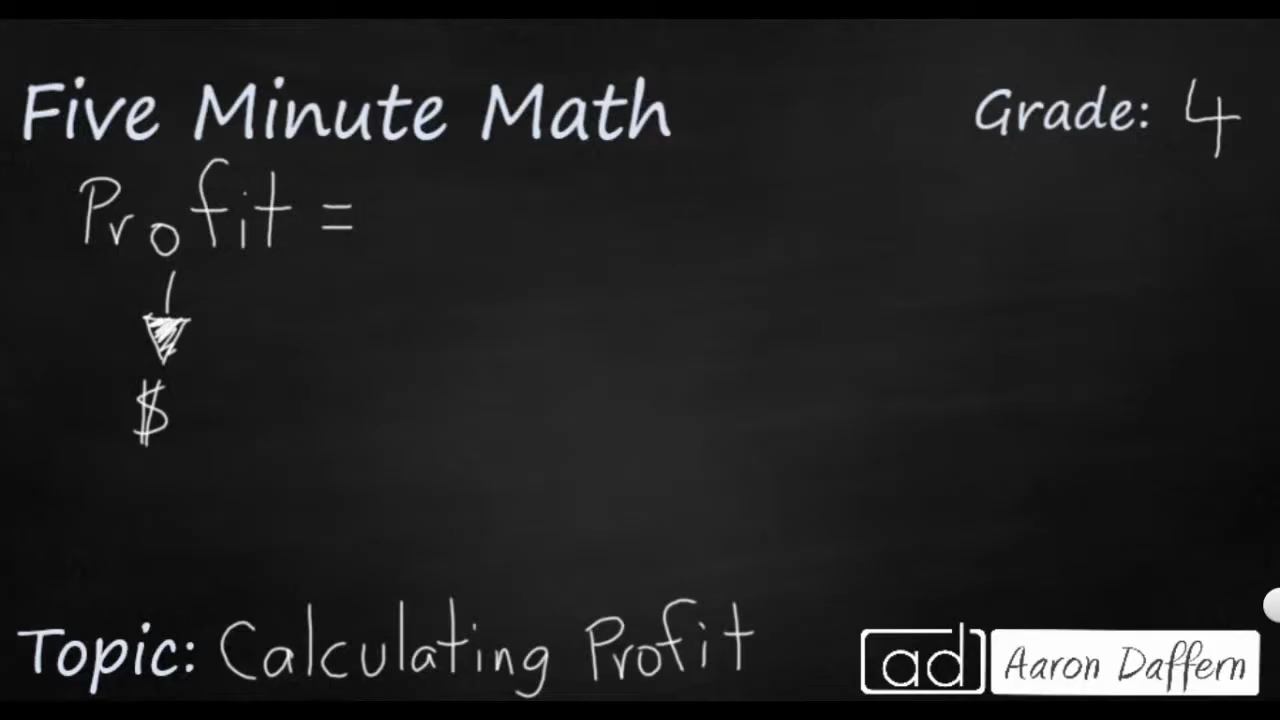 Five Minute Math
Grade: 4
Profit =
$
Topic: Calculating Profit
ad Aaron Daffern